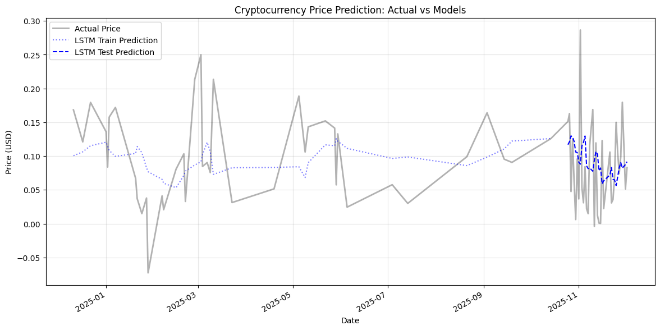 Cryptocurrency Price Prediction: Actual vs Models
Actual Price
LSTM Train Prediction
LSTM Test Prediction
Price (USD)
0.30
0.25
0.20
0.15
0.10
0.05
0.00
−0.05
2025-01
2025-03
2025-05
2025-07
2025-09
2025-11
Date